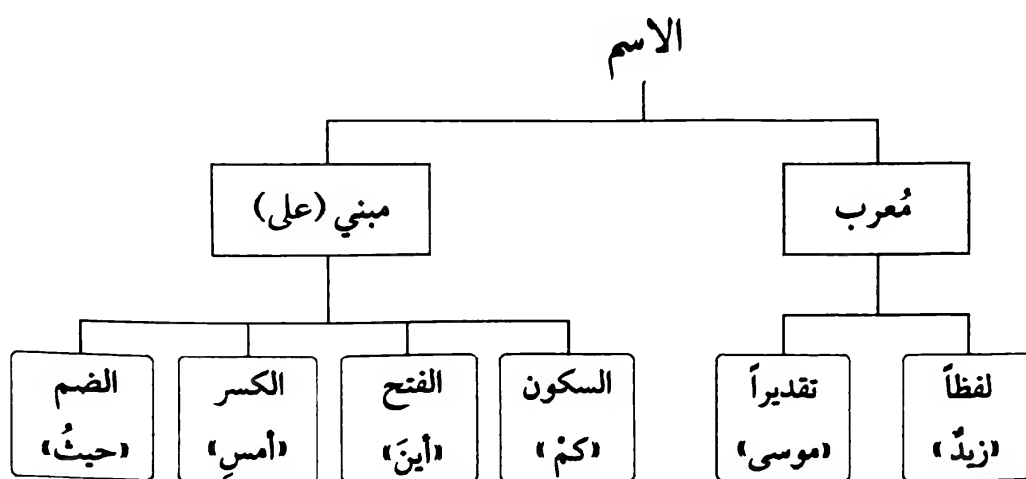 الاسم
مُعرب
مبني (على)
لفظاً
«زيدٌ»
تقديراً
«موسى»
السكون
«كمْ»
الفتح
«أينَ»
الكسر
«أمسِ»
الضم
«حيثُ»